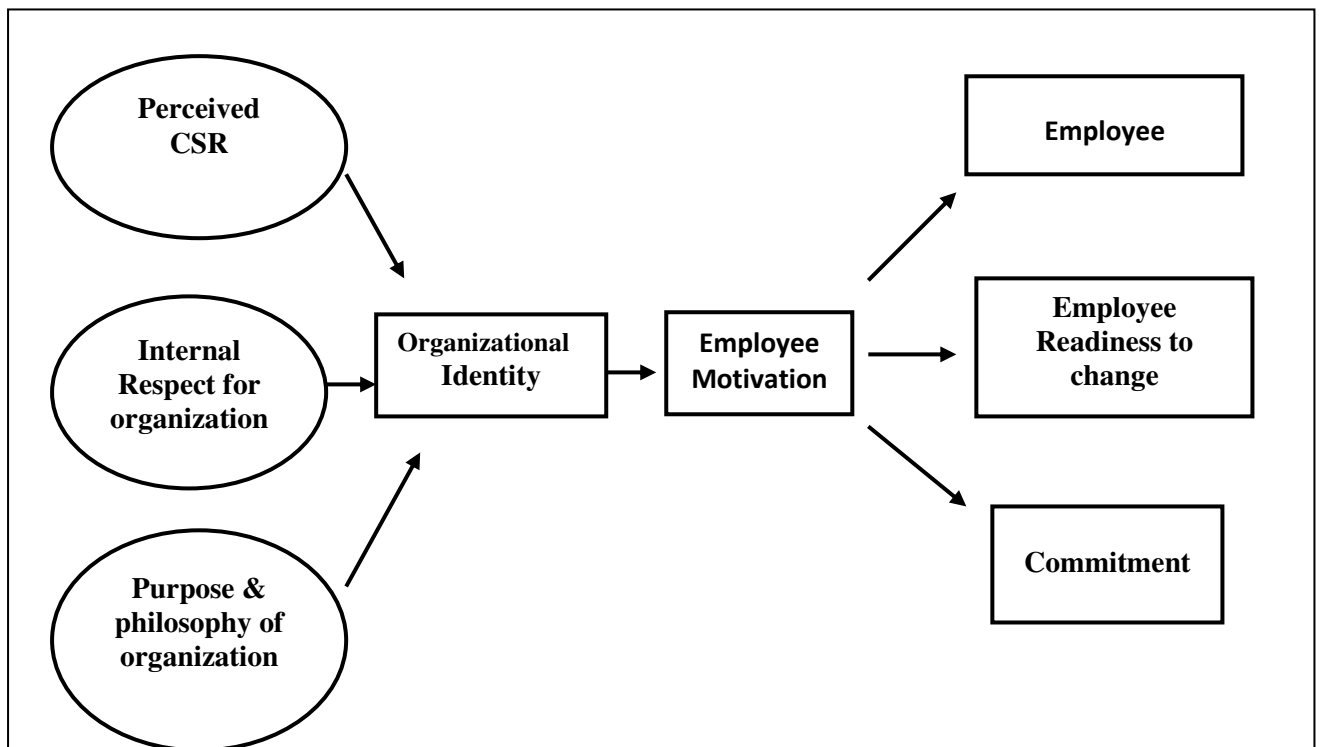 Perceived
CSR
Internal
Respect for
organization
Purpose &
philosophy of
organization
Organizational
Identity
Employee
Motivation
Employee
Employee
Readiness to
change
Commitment